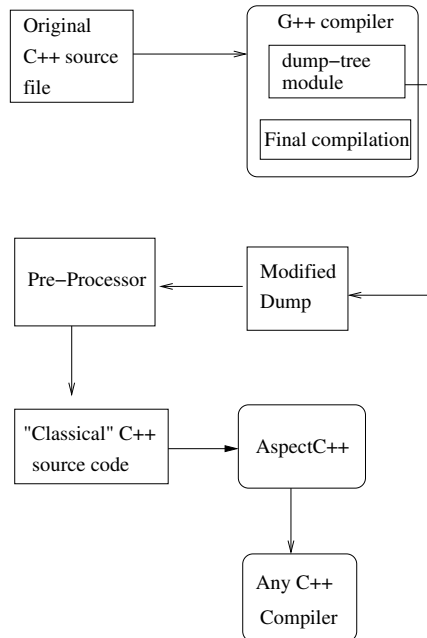 Original
C++ source
file
G++ compiler
dump-tree
module
Final compilation
Pre-Processor
Modified
Dump
"Classical" C++
source code
AspectC++
Any C++
Compiler